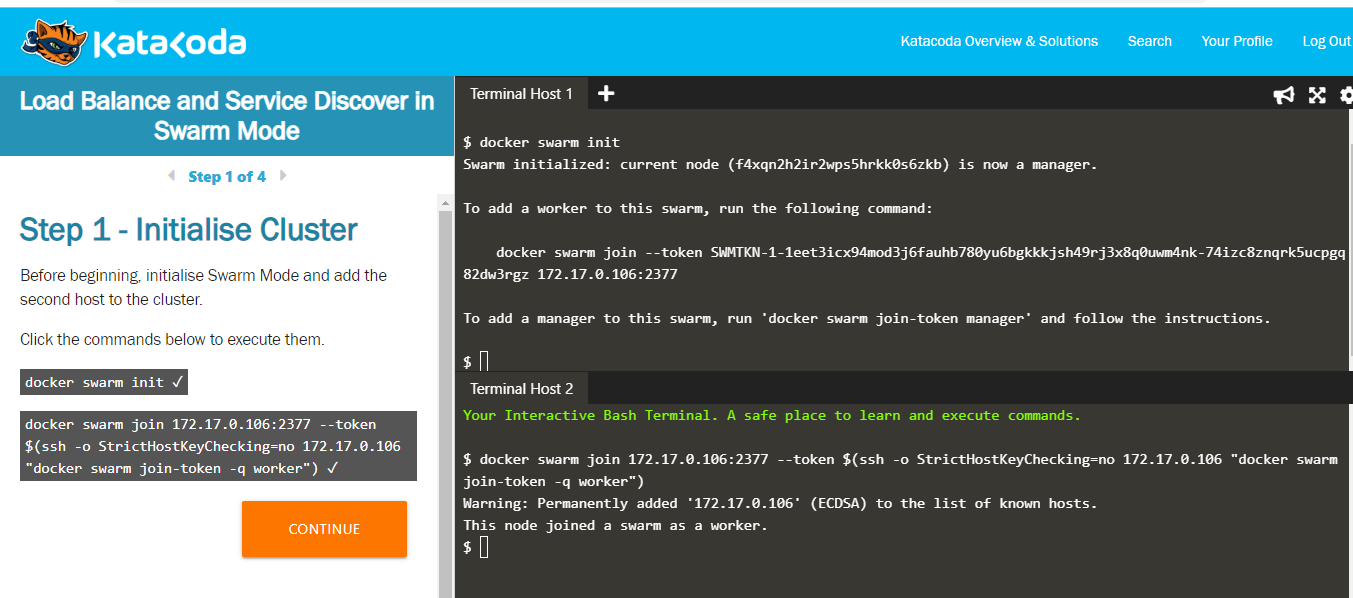 Katacoda
Katacoda Overview & Solutions
Search
Your Profile
Log Out
Load Balance and Service Discover in
Swarm Mode
Step 1 of 4
Step 1 - Initialise Cluster
Before beginning, initialise Swarm Mode and add the
second host to the cluster.
Click the commands below to execute them.
docker swarm init ✓
docker swarm join 172.17.0.106:2377 --token
$(ssh -o StrictHostKeyChecking=no 172.17.0.106
"docker swarm join-token -q worker") ✓
CONTINUE
Terminal Host 1
$ docker swarm init
Swarm initialized: current node (f4xqn2h2ir2wps5hrkk0s6zkb) is now a manager.
To add a worker to this swarm, run the following command:
docker swarm join --token SWMTKN-1-1eet3icx94mod3j6fauhb780yu6bgkkkjsh49rj3x8q0uwm4nk-74izc8znqrk5ucpgq
82dw3rgz 172.17.0.106:2377
To add a manager to this swarm, run 'docker swarm join-token manager' and follow the instructions.
$
Terminal Host 2
Your Interactive Bash Terminal. A safe place to learn and execute commands.
$ docker swarm join 172.17.0.106:2377 --token $(ssh -o StrictHostKeyChecking=no 172.17.0.106 "docker swarm
join-token -q worker")
Warning: Permanently added '172.17.0.106' (ECDSA) to the list of known hosts.
This node joined a swarm as a worker.
$